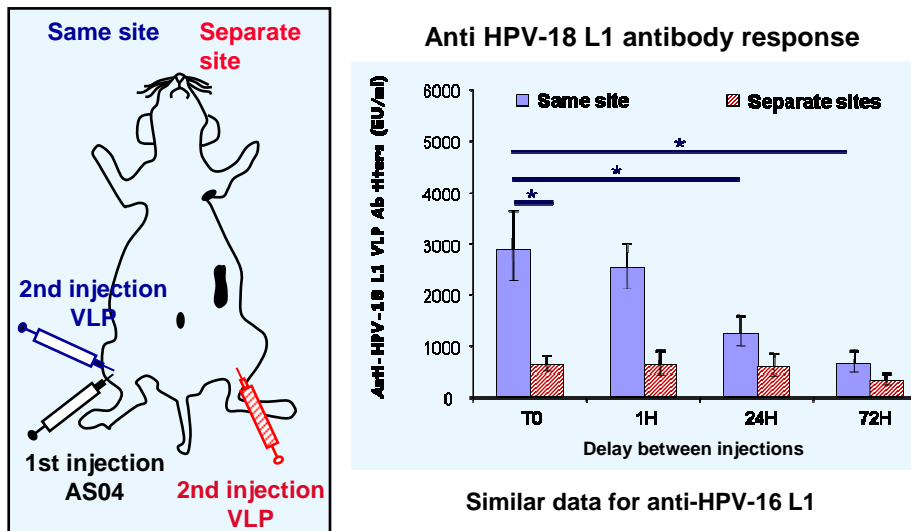 Same site
Separate
site
2nd injection
VLP
1st injection
AS04
2nd injection
VLP
Anti HPV-18 L1 antibody response
Anti-HPV-18 L1 VLP Ab titers (EU/ml)
6000
5000
4000
3000
2000
1000
0
Same site
Separate sites
*
*
*
T0
1H
24H
72H
Delay between injections
Similar data for anti-HPV-16 L1